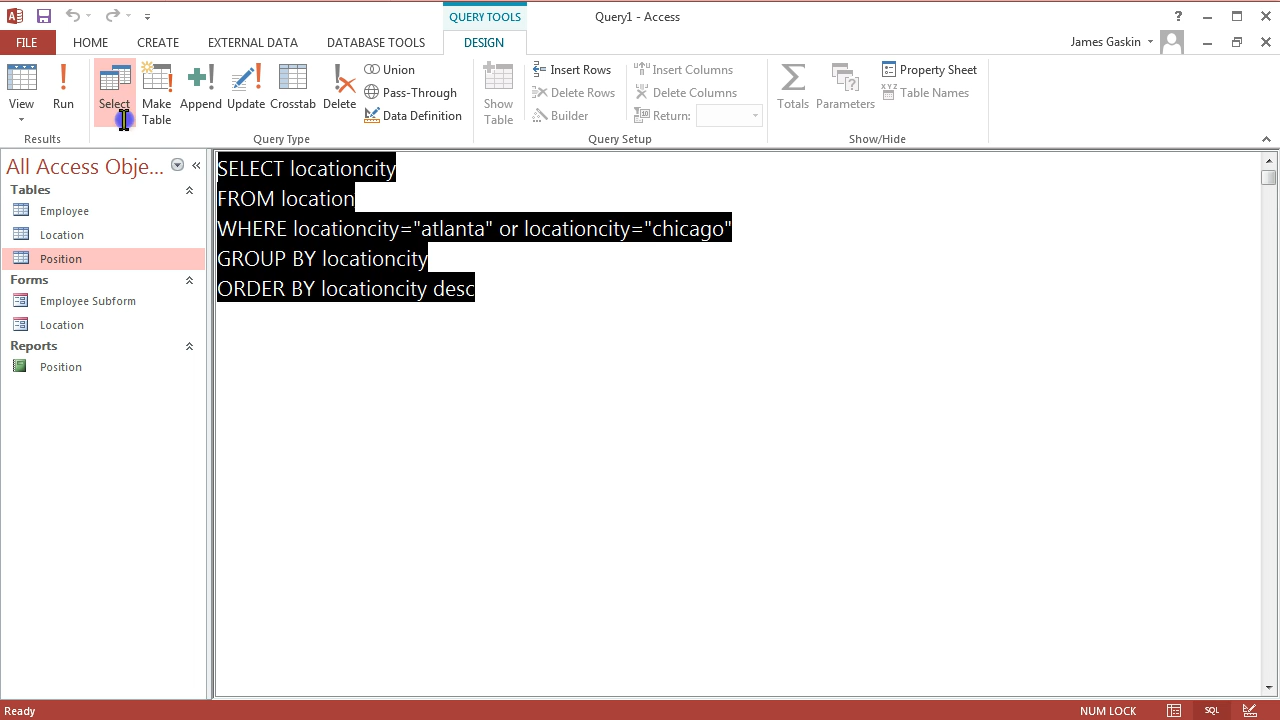 QUERY TOOLS
Query1 - Access
?
FILE
HOME
CREATE
EXTERNAL DATA
DATABASE TOOLS
DESIGN
James Gaskin
View
Run
Select
Make
Table
Append
Update
Crosstab
Delete
Union
Pass-Through
Data Definition
Show
Table
Insert Rows
Delete Rows
Builder
Insert Columns
Delete Columns
Return:
Totals
Parameters
Property Sheet
XYZ Table Names
Results
Query Type
Query Setup
Show/Hide
All Access Obje...
Tables
Employee
Location
Position
Forms
Employee Subform
Location
Reports
Position
SELECT locationcity
FROM location
WHERE locationcity="atlanta" or locationcity="chicago"
GROUP BY locationcity
ORDER BY locationcity desc
Ready
NUM LOCK
SQL